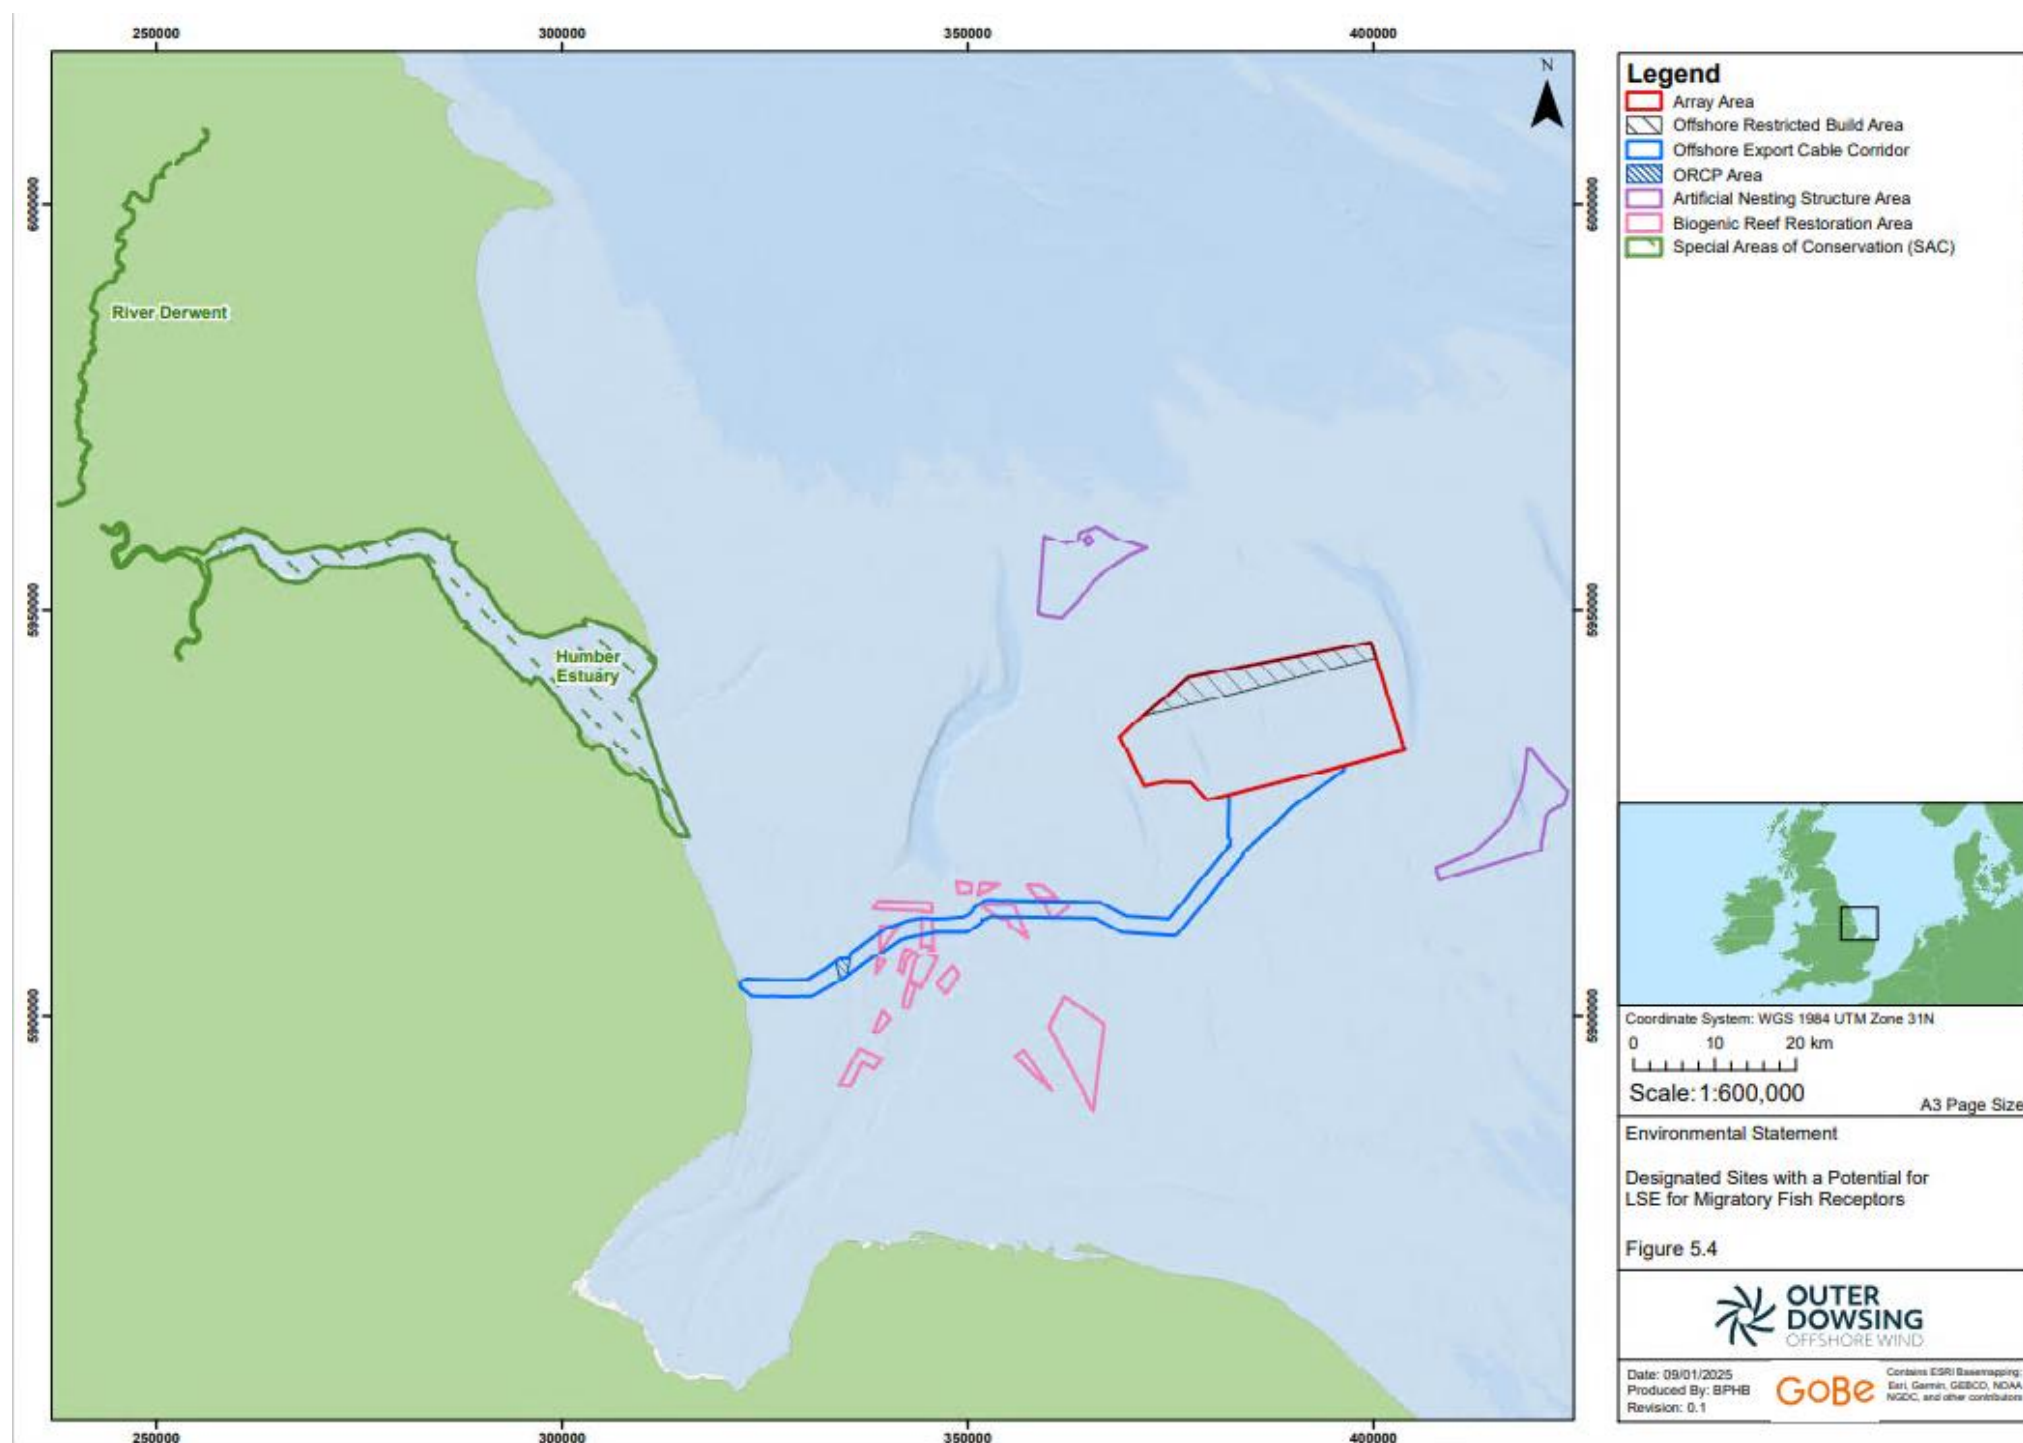 250000
300000
350000
400000
N
6000000
6000000
River Derwent
5950000
5950000
Humber
Estuary
5900000
5900000
250000
300000
350000
400000
Legend
Array Area
Offshore Restricted Build Area
Offshore Export Cable Corridor
ORCP Area
Artificial Nesting Structure Area
Biogenic Reef Restoration Area
Special Areas of Conservation (SAC)
Coordinate System: WGS 1984 UTM Zone 31N
0 10 20 km
Scale: 1:600,000
A3 Page Size
Environmental Statement
Designated Sites with a Potential for
LSE for Migratory Fish Receptors
Figure 5.4
OUTER
DOWSING
OFFSHORE WIND
Date: 09/01/2025
Produced By: BPHB
Revision: 0.1
GoBe
Contains ESRI Basemapping:
Esri, Garmin, GEBCO, NOAA
NGDC, and other contributors